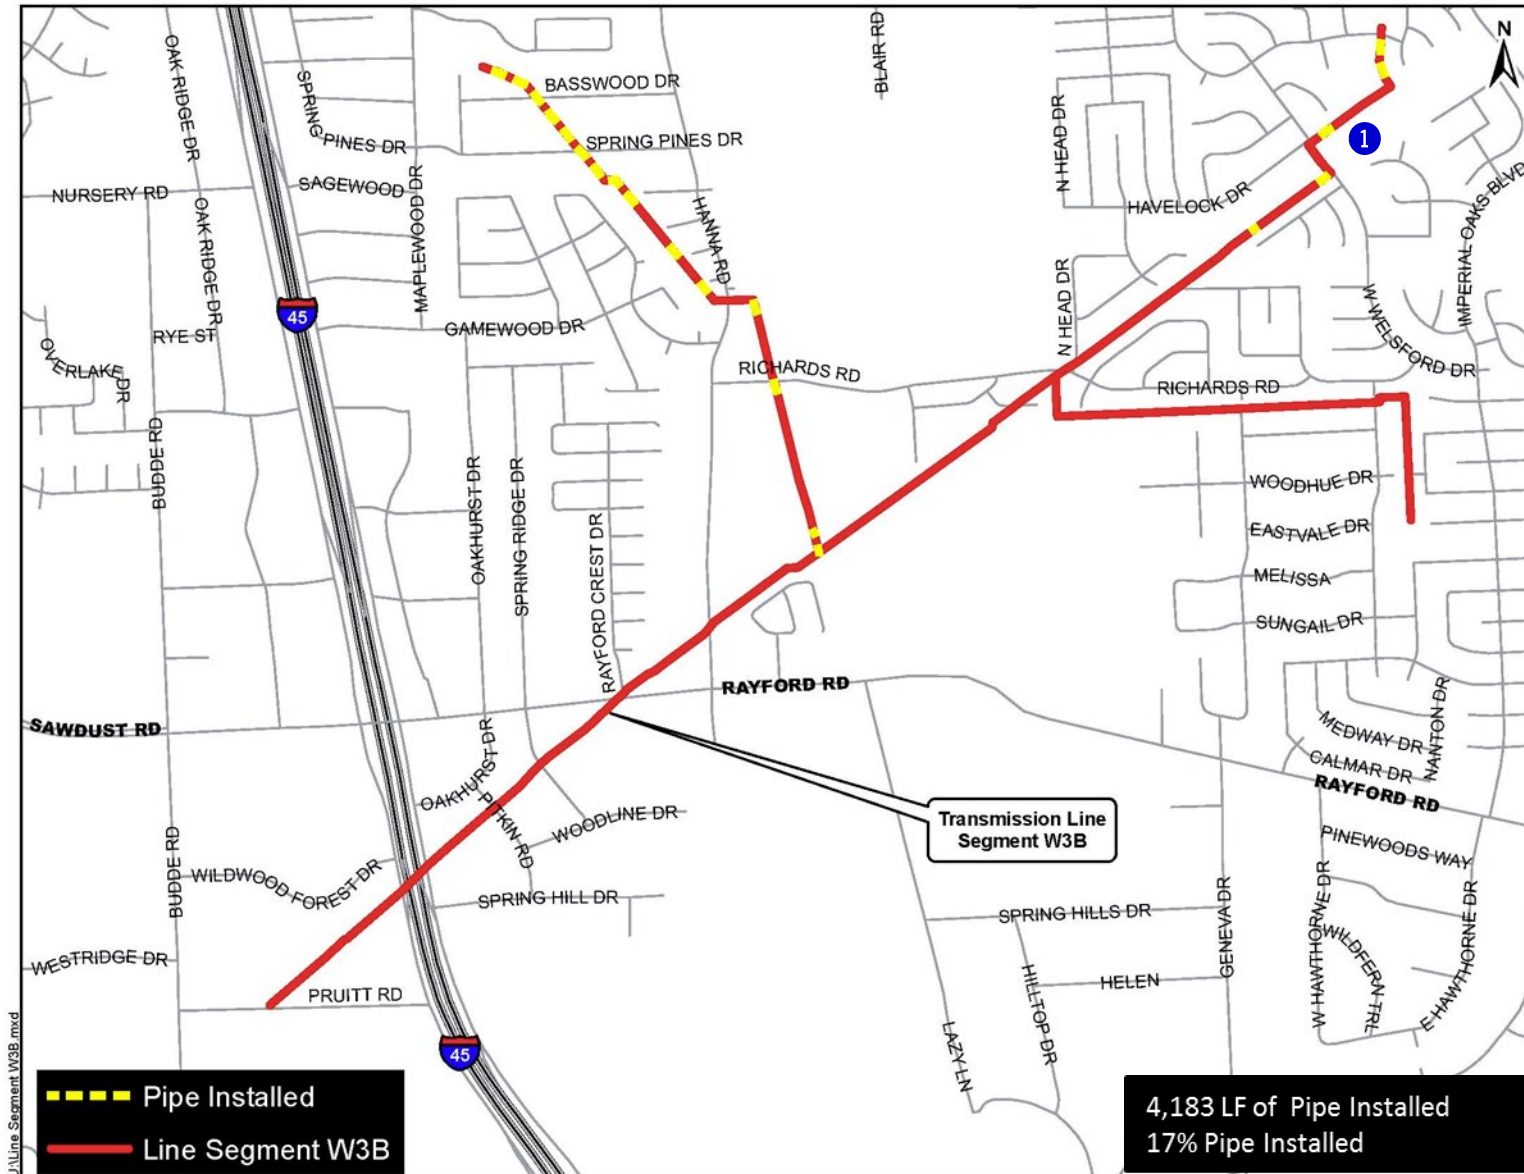 N
OAK RIDGE DR
SPRING PINES DR
BASSWOOD DR
SPRING PINES DR
BLAIR RD
N HEAD DR
1
NURSERY RD
SAGEWOOD
MAPLEWOOD DR
HANNA RD
HAVELOCK DR
IMPERIAL OAKS BLVD
OAK RIDGE DR
45
RYE ST
GAMEWOOD DR
N HEAD DR
W WELSFORD DR
OVERLAKE DR
RICHARDS RD
RICHARDS RD
BUDDE RD
OAKHURST DR
SPRING RIDGE DR
RAYFORD CREST DR
WOODHUE DR
EASTVALE DR
MELISSA
SUNGAIL DR
RAYFORD RD
SAWDUST RD
OAKHURST DR
PITKIN RD
WOODLINE DR
MEDWAY DR
NANTON DR
CALMAR DR
RAYFORD RD
Transmission Line
Segment W3B
PINEWOODS WAY
BUDDE RD
WILDWOOD FOREST DR
SPRING HILL DR
SPRING HILLS DR
GENEVA DR
W HAWTHORNE DR
WILDFERN TRL
E HAWTHORNE DR
WESTRIDGE DR
PRUITT RD
HILLTOP DR
HELEN
LAZY LN
45
J:\Line Segment W3B.mxd
Pipe Installed
Line Segment W3B
4,183 LF of Pipe Installed
17% Pipe Installed